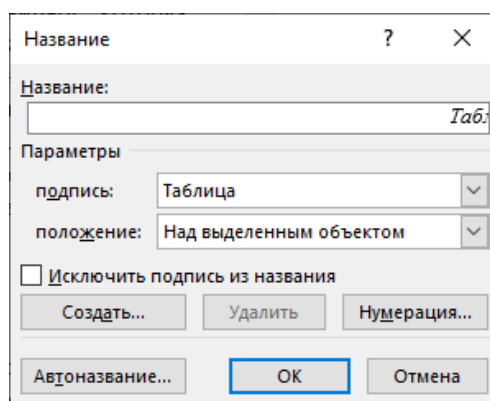 Название ?
Название:
Параметры
подпись: Таблица
положение: Над выделенным объектом
Исключить подпись из названия
Создать... Удалить Нумерация...
Автоназвание... ОК Отмена